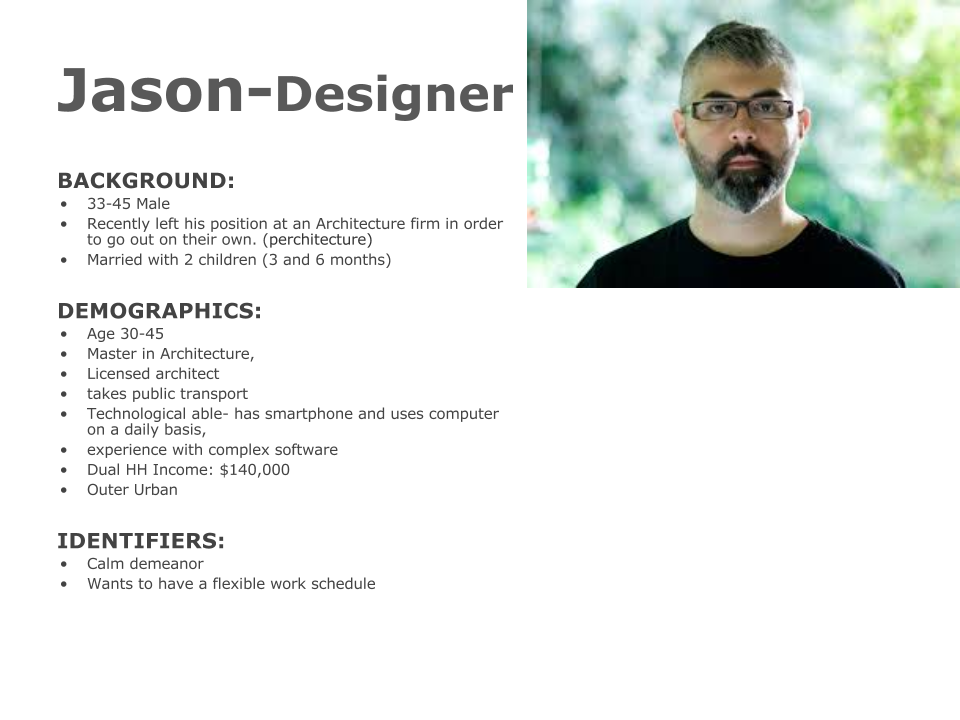 Jason-Designer
BACKGROUND:
• 33-45 Male
• Recently left his position at an Architecture firm in order
to go out on their own. (perchitecture)
• Married with 2 children (3 and 6 months)
DEMOGRAPHICS:
• Age 30-45
• Master in Architecture,
• Licensed architect
• takes public transport
• Technological able- has smartphone and uses computer
on a daily basis,
• experience with complex software
• Dual HH Income: $140,000
• Outer Urban
IDENTIFIERS:
• Calm demeanor
• Wants to have a flexible work schedule